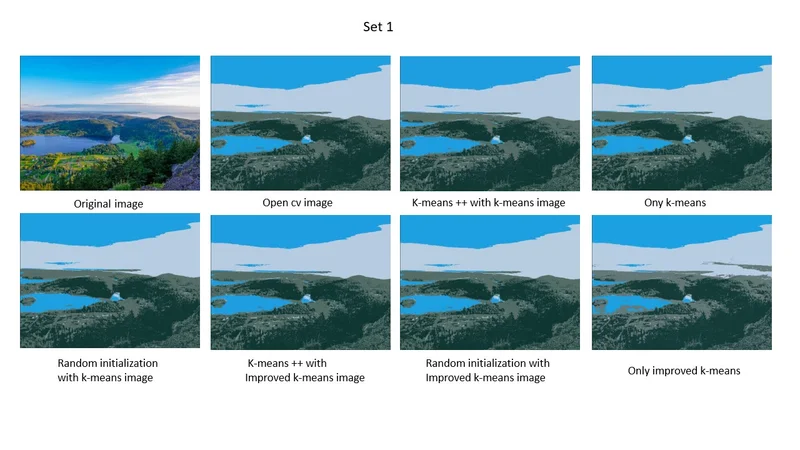 Set 1
Original image
Open cv image
K-means ++ with k-means image
Ony k-means
Random initialization
with k-means image
K-means ++ with
Improved k-means image
Random initialization with
Improved k-means image
Only improved k-means